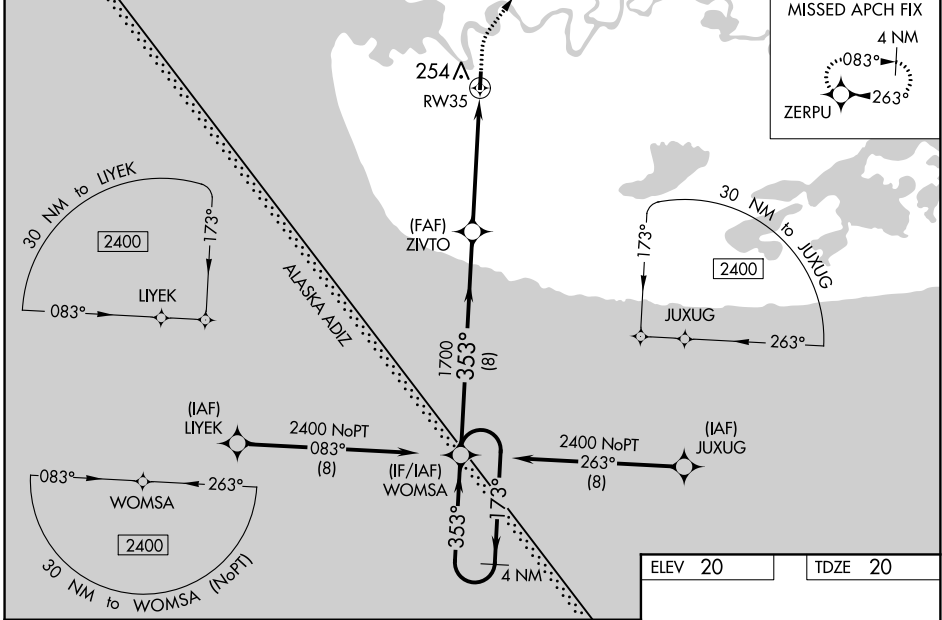 MISSED APCH FIX
4 NM
083°
263°
ZERPU
254
RW35
30 NM to LIYEK
2400
173°
LIYEK
083°
(FAF)
ZIVTO
ALASKA ADIZ
30 NM to JUXUG
173°
2400
JUXUG
263°
1700
353°
(8)
(IAF)
LIYEK
2400 NoPT
083°
(8)
(IF/IAF)
WOMSA
2400 NoPT
263°
(8)
(IAF)
JUXUG
083°
263°
WOMSA
2400
30 NM to WOMSA (NoPT)
353°
173°
4 NM
ELEV 20
TDZE 20